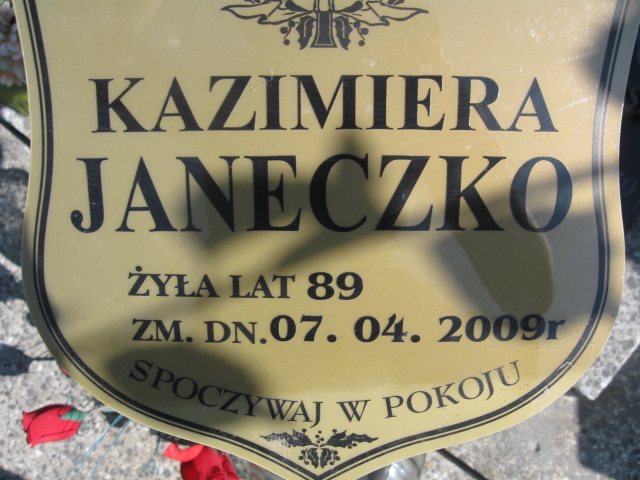 KAZIMIERA
JANECZKO
ŻYŁA LAT 89
ZM. DN. 07. 04. 2009r
SPOCZYWAJ W POKOJU